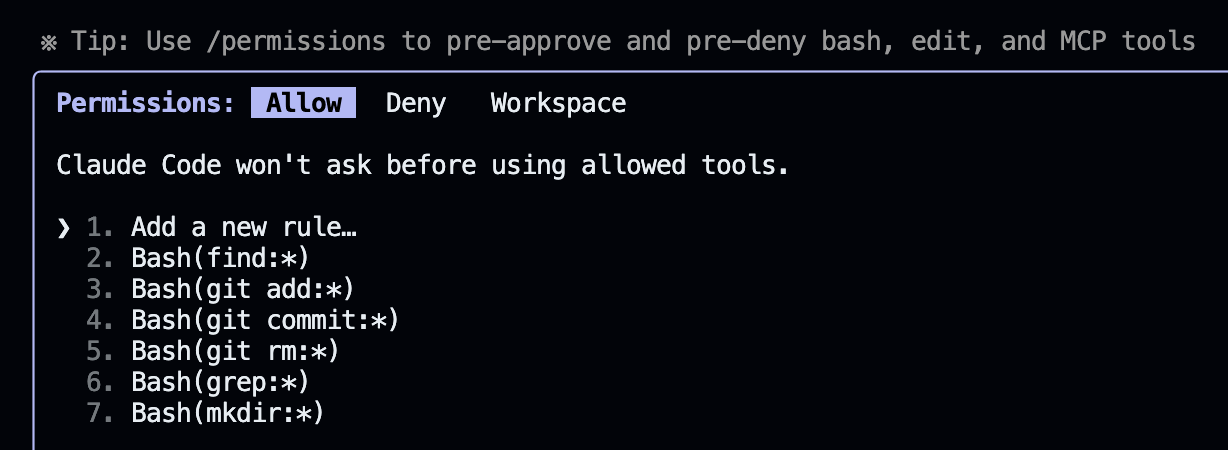 ※ Tip: Use /permissions to pre-approve and pre-deny bash, edit, and MCP tools
Permissions: Allow Deny Workspace
Claude Code won't ask before using allowed tools.
❯ 1. Add a new rule…
2. Bash(find:*)
3. Bash(git add:*)
4. Bash(git commit:*)
5. Bash(git rm:*)
6. Bash(grep:*)
7. Bash(mkdir:*)